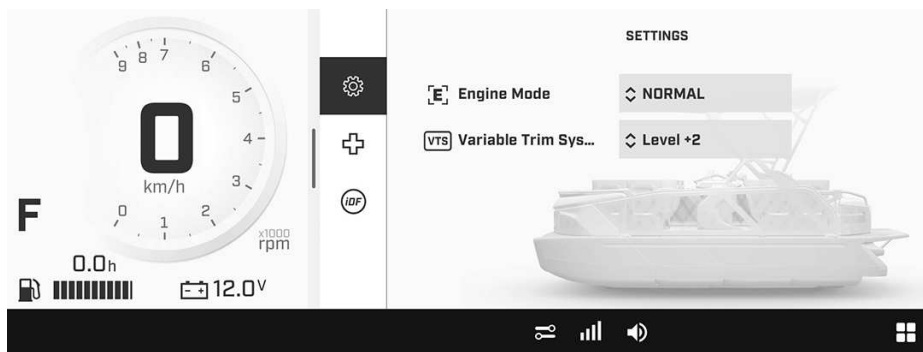 SETTINGS
9 8 7 6 5 4 3 2 1 0
0
km/h
x1000
rpm
F
0.0h
12.0V
[E] Engine Mode
NORMAL
VTS Variable Trim Sys...
Level +2
iDF